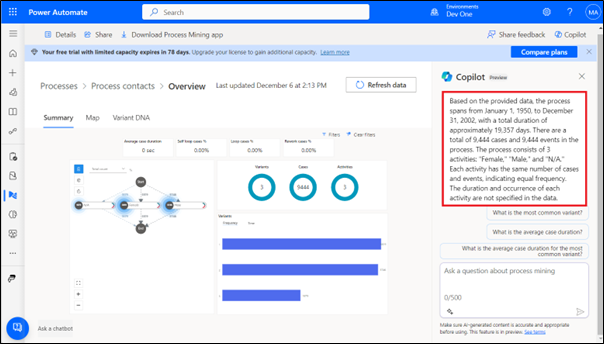 Power Automate
Search
Environments
Dev One
MA
Details
Share
Download Process Mining app
Share feedback
Copilot
Your free trial with limited capacity expires in 78 days. Upgrade your license to gain additional capacity. Learn more
Compare plans
Processes > Process contacts > Overview
Last updated December 6 at 2:13 PM
Refresh data
Summary
Map
Variant DNA
Filters
Clear filters
Average case duration
0 sec
Self-loop cases %
0.00%
Loop cases %
0.00%
Rework cases %
0.00%
Variants
3
Cases
9444
Activities
3
Start
End
Variants
Frequency
Copilot Preview
Based on the provided data, the process
spans from January 1, 1950, to December
31, 2002, with a total duration of
approximately 19,357 days. There are a
total of 9,444 cases and 9,444 events in
the process. The process consists of 3
activities: "Female," "Male," and "N/A."
Each activity has the same number of cases
and events, indicating equal frequency.
The duration and occurrence of each
activity are not specified in the data.
What is the most common variant?
What is the average case duration?
What is the average case duration for the most
common variant?
Ask a question about process mining
0/500
Make sure AI-generated content is accurate and appropriate
before using. This feature is in preview. See terms
Ask a chatbot